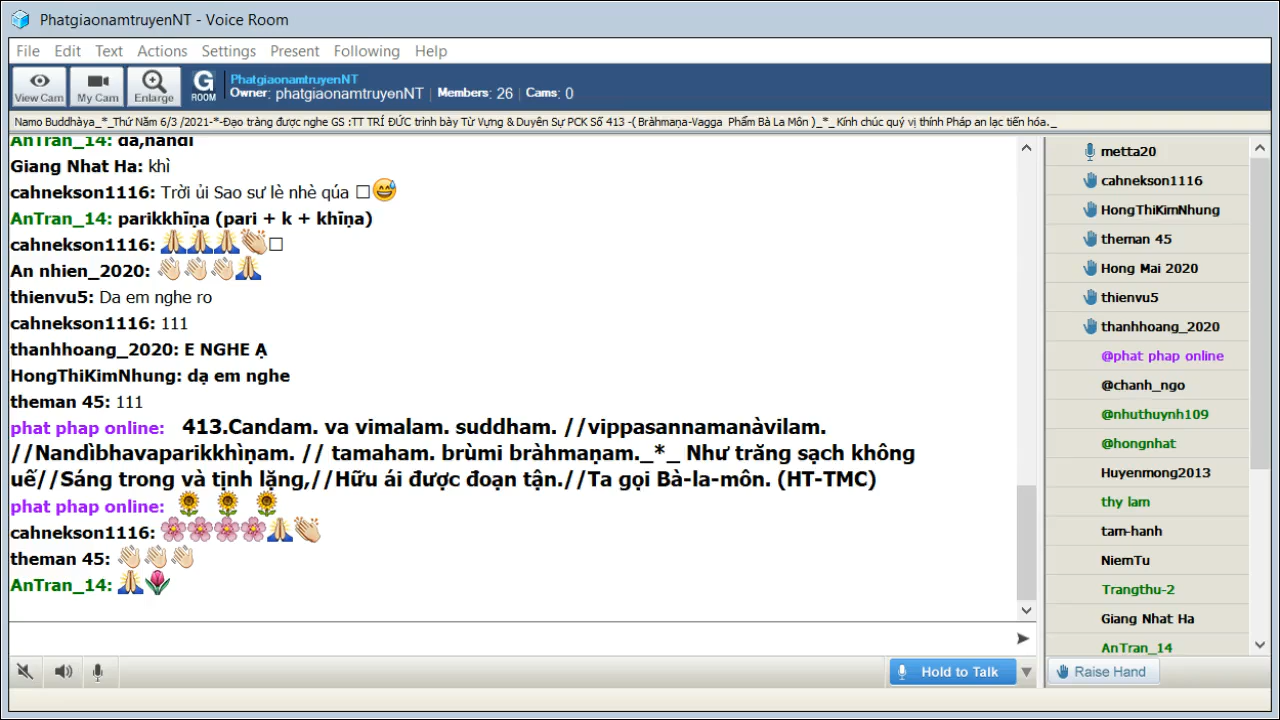 PhatgiaonamtruyenNT - Voice Room
File Edit Text Actions Settings Present Following Help
View Cam My Cam Enlarge G ROOM
PhatgiaonamtruyenNT
Owner: phatgiaonamtruyenNT Members: 26 Cams: 0
Namo Buddhàya_*_Thứ Năm 6/3 /2021-*-Đạo tràng được nghe GS :TT TRÍ ĐỨC trình bày Từ Vựng & Duyên Sự PCK Số 413 -( Bràhmaṇa-Vagga Phẩm Bà La Môn )_*_ Kính chúc quý vị thính Pháp an lạc tiến hóa._
AnTran_14: dạ,nandī
Giang Nhat Ha: khì
cahnekson1116: Trời ủi Sao sư lè nhè qúa □😅
AnTran_14: parikkhīṇa (pari + k + khīṇa)
cahnekson1116: 🙏🏻🙏🏻🙏🏻👏🏻□
An nhien_2020: 👏🏻👏🏻👏🏻🙏🏻
thienvu5: Da em nghe ro
cahnekson1116: 111
thanhhoang_2020: E NGHE Ạ
HongThiKimNhung: dạ em nghe
theman 45: 111
phat phap online: 413.Candam. va vimalam. suddham. //vippasannamanàvilam.
//Nandìbhavaparikkhìṇam. // tamaham. brùmi bràhmaṇam._*_ Như trăng sạch không
uế//Sáng trong và tịnh lặng,//Hữu ái được đoạn tận.//Ta gọi Bà-la-môn. (HT-TMC)
phat phap online: 🌻 🌻 🌻
cahnekson1116: 🌸🌸🌸🌸🙏🏻👏🏻
theman 45: 👏🏻👏🏻👏🏻
AnTran_14: 🙏🏻🌷
metta20
cahnekson1116
HongThiKimNhung
theman 45
Hong Mai 2020
thienvu5
thanhhoang_2020
@phat phap online
@chanh_ngo
@nhuthuynh109
@hongnhat
Huyenmong2013
thy lam
tam-hanh
NiemTu
Trangthu-2
Giang Nhat Ha
AnTran_14
Hold to Talk
Raise Hand